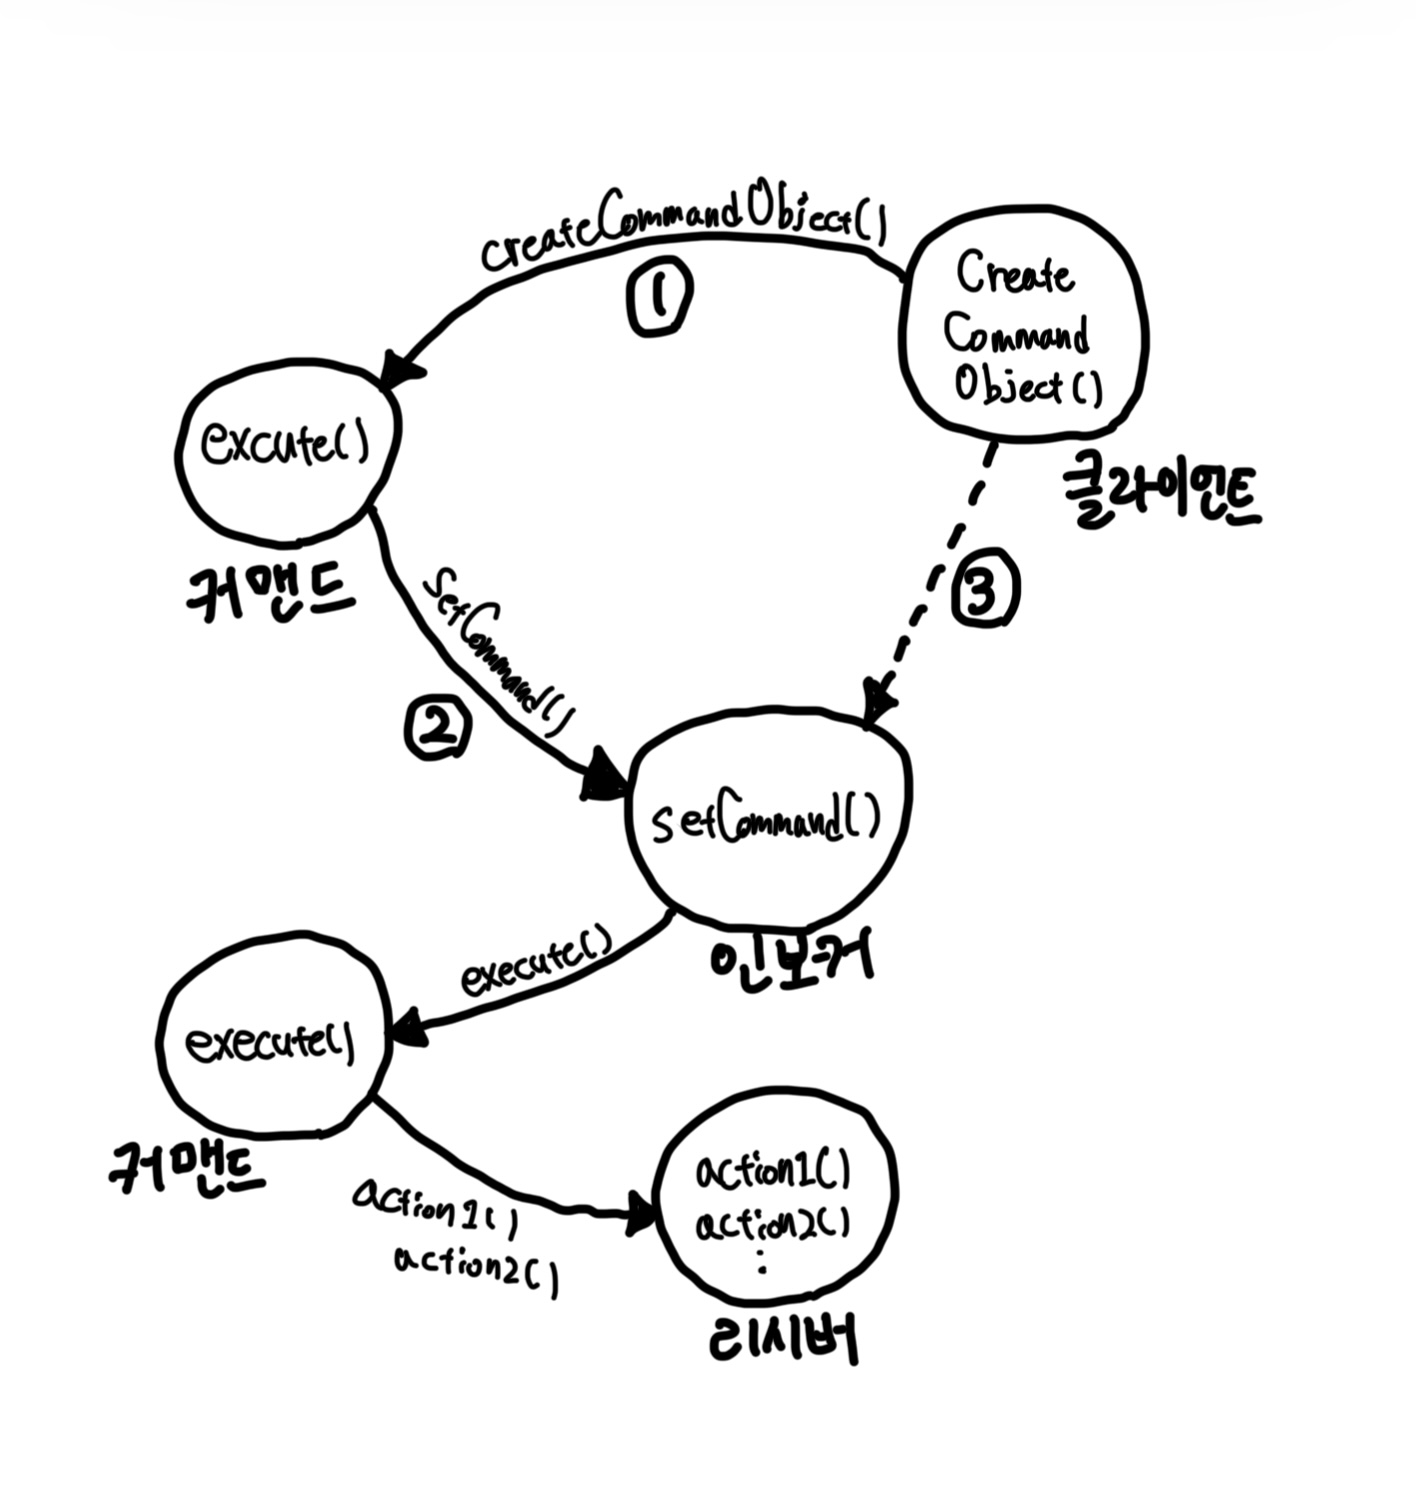 createCommandObject()
1
Create
Command
Object()
클라이언트
excute()
커맨드
setCommand()
2
3
setCommand()
인보커
execute()
execute()
커맨드
action1()
action2()
action1()
action2()
:
리시버